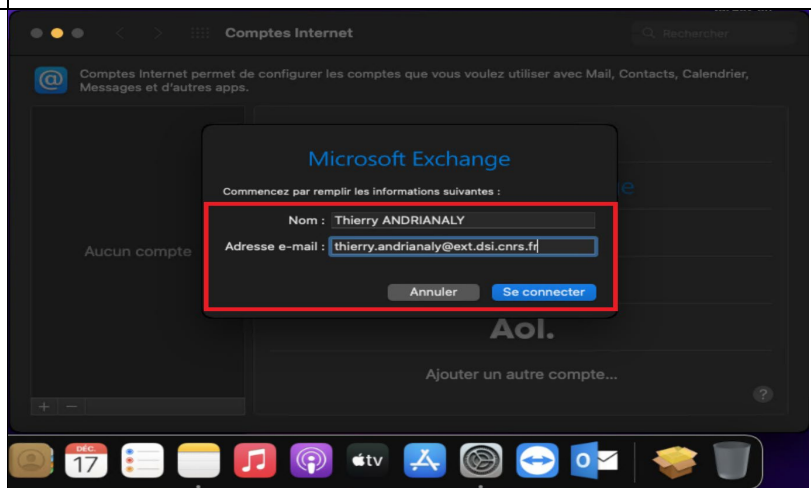 Comptes Internet
Rechercher
Comptes Internet permet de configurer les comptes que vous voulez utiliser avec Mail, Contacts, Calendrier,
Messages et d'autres apps.
Microsoft Exchange
Commencez par remplir les informations suivantes :
e
Nom : Thierry ANDRIANALY
Adresse e-mail : thierry.andrianaly@ext.dsi.cnrs.fr
Aucun compte
Annuler Se connecter
Aol.
Ajouter un autre compte...
?
+ −
DÉC.
17
tv
O